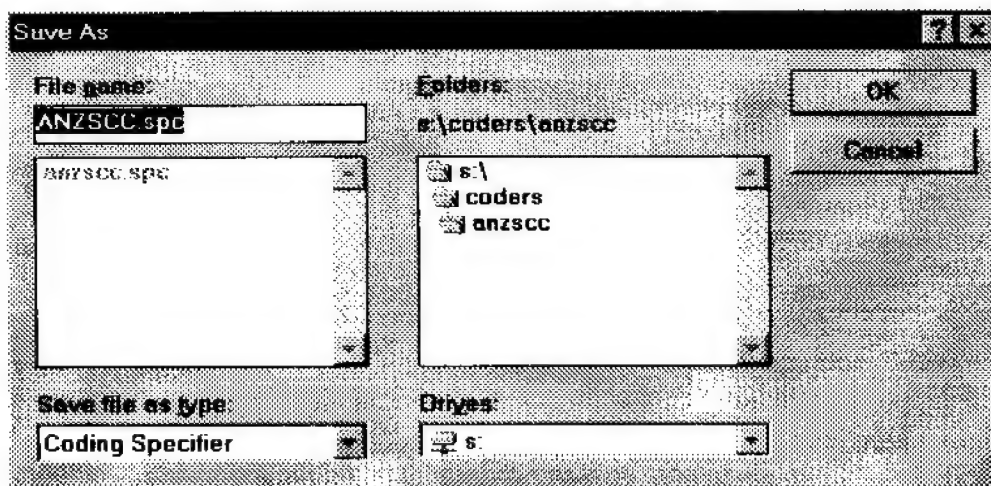 Save As
File name:
ANZSCC.spc
anzscc.spc
Save file as type:
Coding Specifier
Folders:
s:\coders\anzscc
s:\
coders
anzscc
Drives:
s:
OK
Cancel